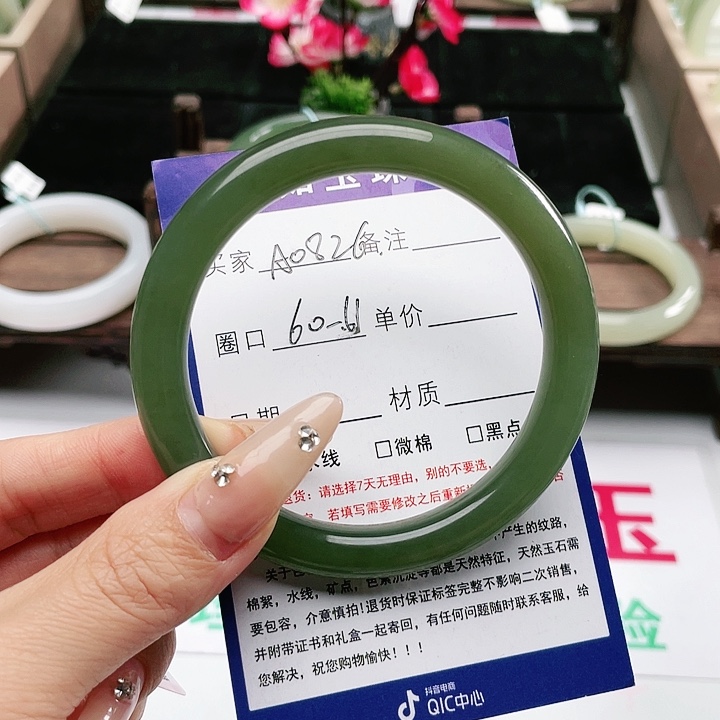 玉珠
买家 A0826 备注
圈口 60-61 单价
日期 材质
水线 □微棉 □黑点
退货：请选择7天无理由，别的不要选，
若填写需要修改之后重新
产生的纹路，
棉絮，水线，矿点，色素沉淀等都是天然特征，天然玉石需
要包容，介意慎拍！退货时保证标签完整不影响二次销售，
并附带证书和礼盒一起寄回，有任何问题随时联系客服，给
您解决，祝您购物愉快！！！
抖音电商
QIC中心
玉